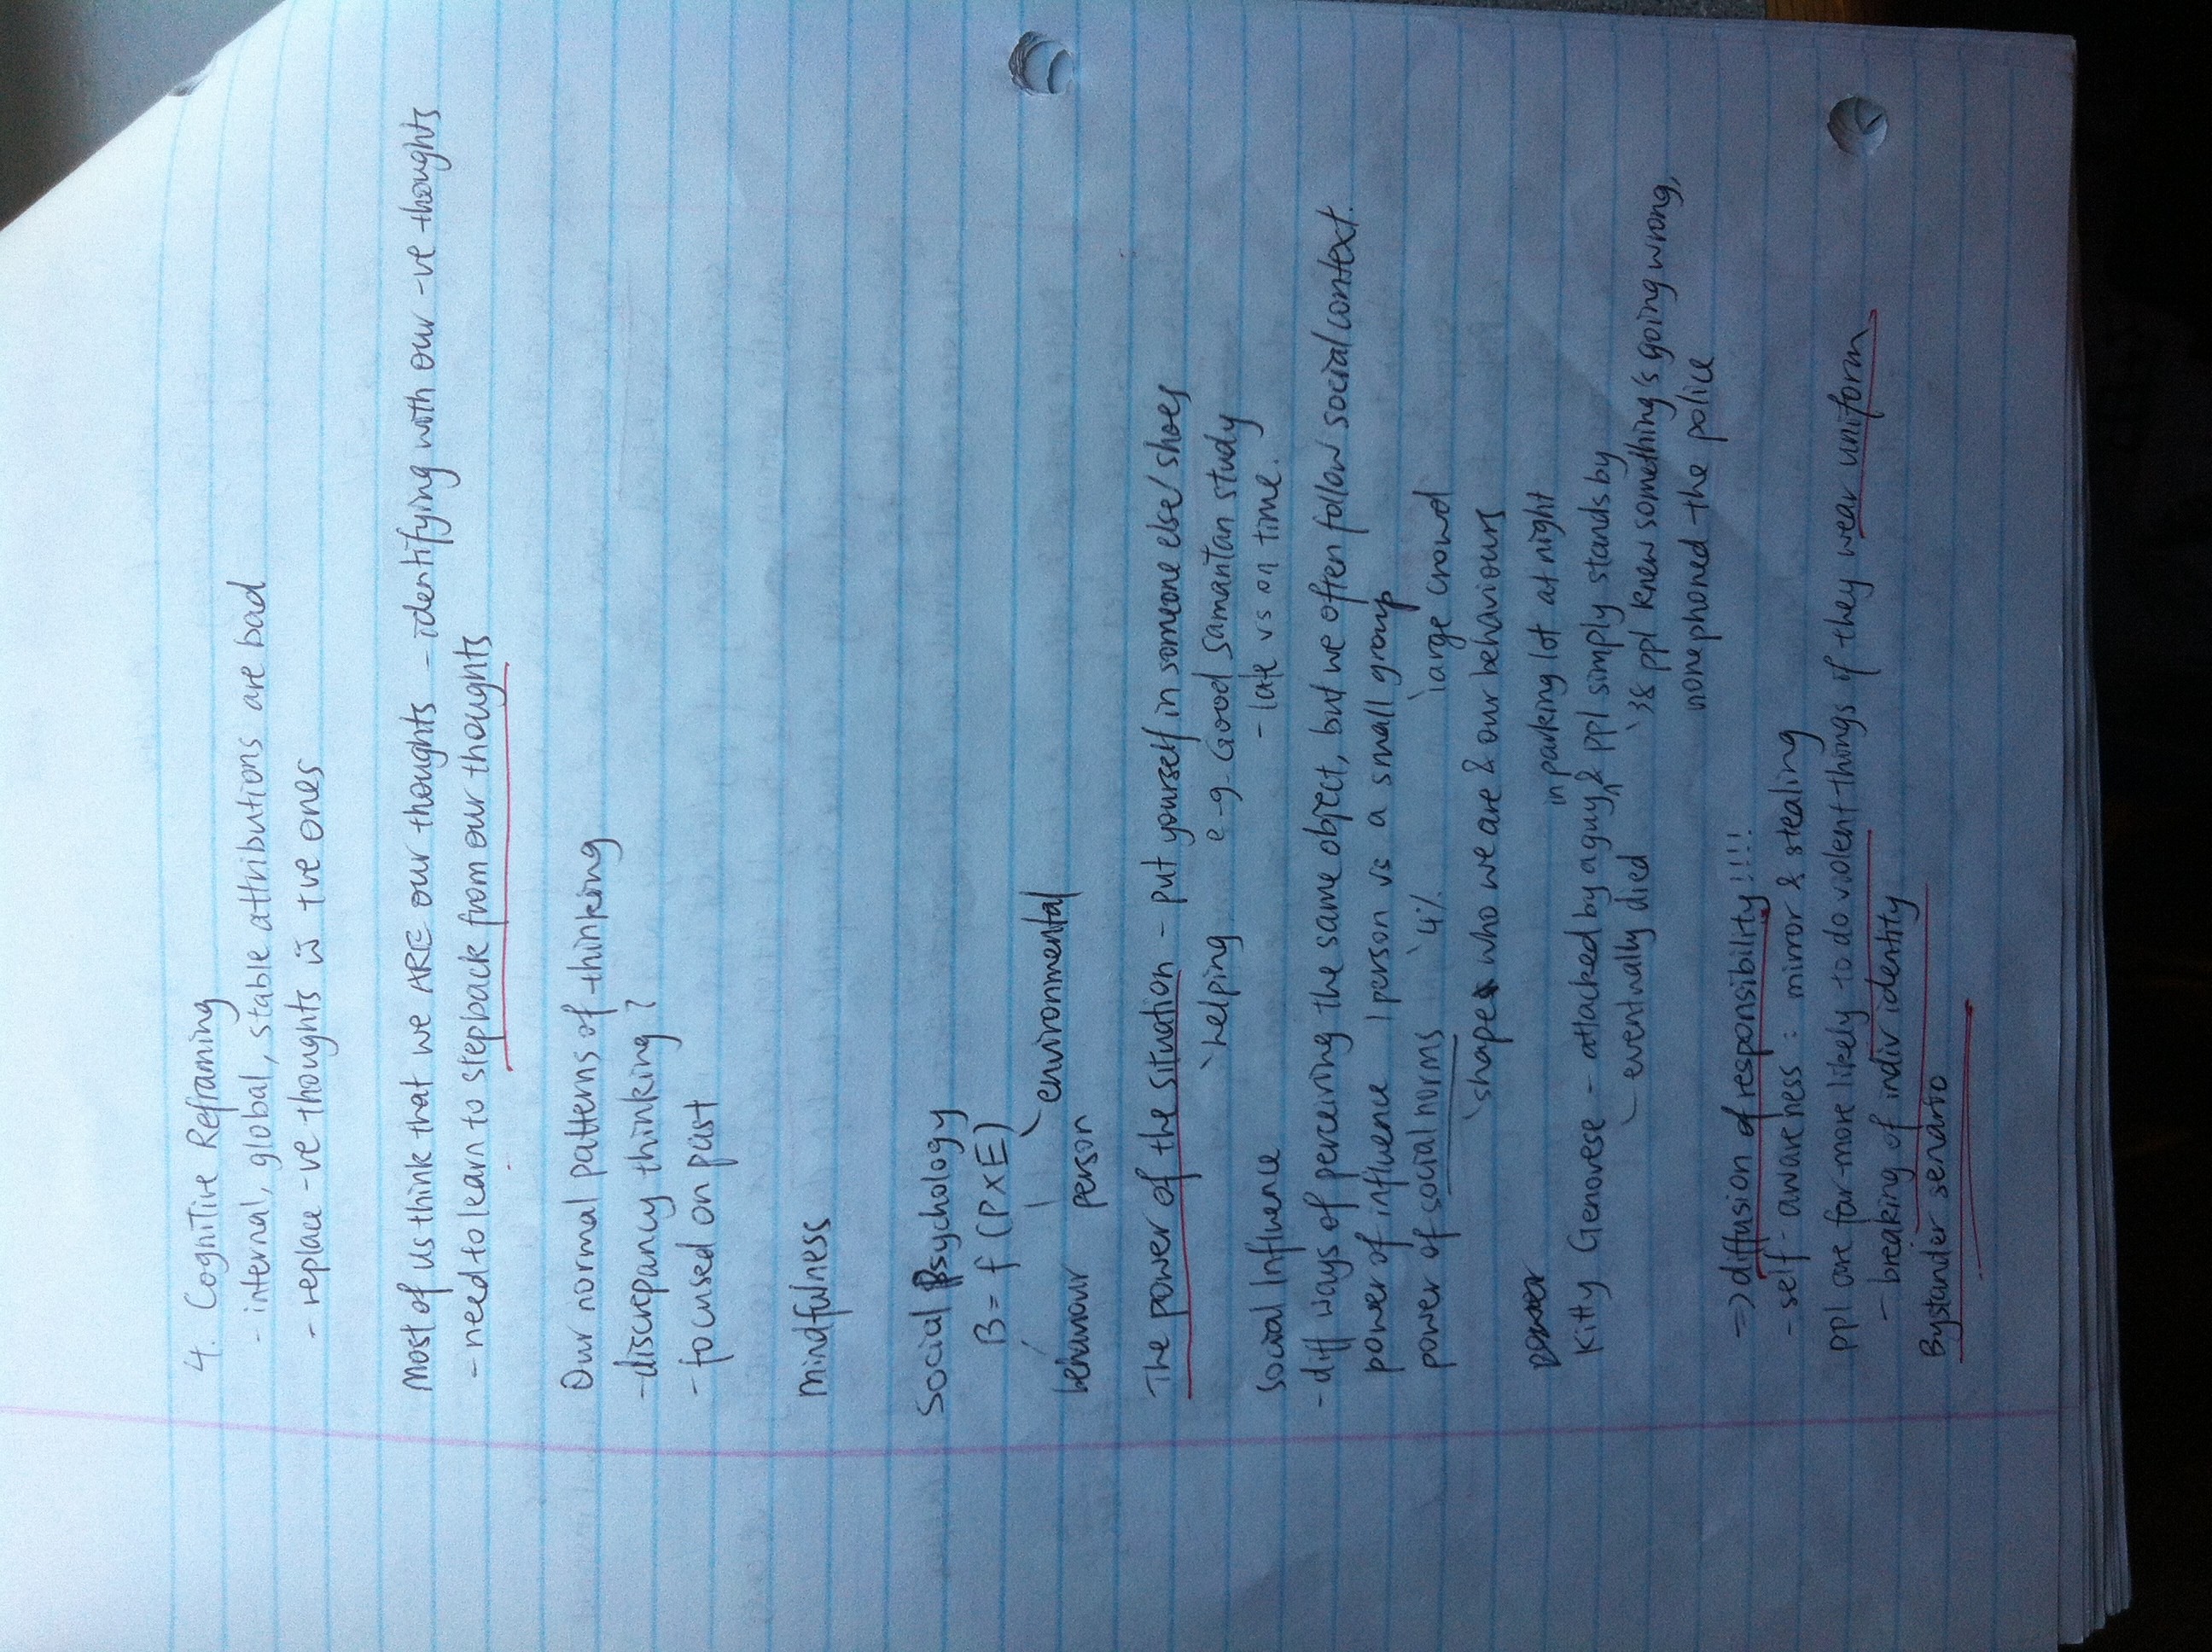 4. Cognitive Reframing
- internal, global, stable attributions are bad
- replace -ve thoughts w̄ +ve ones
Most of us think that we ARE our thoughts - identifying with our -ve thoughts
- need to learn to step back from our thoughts
Our normal patterns of thinking
- discrepancy thinking?
- focused on past
Mindfulness
Social Psychology
B = f (P x E)
environmental
behaviour person
The power of the situation - put yourself in someone else' shoes
helping e-g- Good Samaritan study
- late vs on time.
Social Influence
- diff ways of perceiving the same object, but we often follow social context.
power of influence 1 person vs a small group
power of social norms 4% large crowd
shapes who we are & our behaviours
in parking lot at night
Kitty Genovese - attacked by a guy & ppl simply stands by
- eventually died 38 ppl knew something's going wrong,
none phoned the police
=> diffusion of responsibility!!!!
- self-awareness : mirror & stealing
ppl are far-more likely to do violent things if they wear uniform
- breaking of indiv identity
Bystander senario